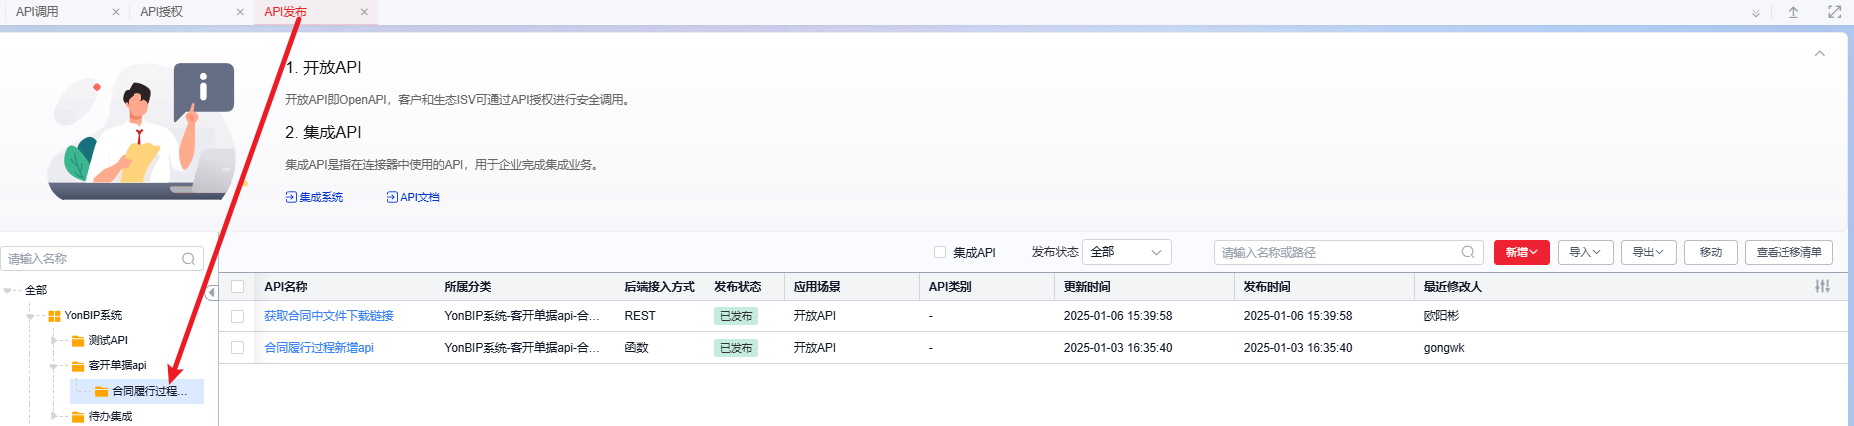 API调用 API授权 API发布
1. 开放API
开放API即OpenAPI，客户和生态ISV可通过API授权进行安全调用。
2. 集成API
集成API是指在连接器中使用的API，用于企业完成集成业务。
集成系统 API文档
请输入名称
集成API 发布状态 全部 请输入名称或路径 新增 导入 导出 移动 查看迁移清单
全部
YonBIP系统
测试API
客开单据api
合同履行过程...
待办集成
API名称 所属分类 后端接入方式 发布状态 应用场景 API类别 更新时间 发布时间 最近修改人
获取合同中文件下载链接 YonBIP系统-客开单据api-合... REST 已发布 开放API - 2025-01-06 15:39:58 2025-01-06 15:39:58 欧阳彬
合同履行过程新增api YonBIP系统-客开单据api-合... 函数 已发布 开放API - 2025-01-03 16:35:40 2025-01-03 16:35:40 gongwk